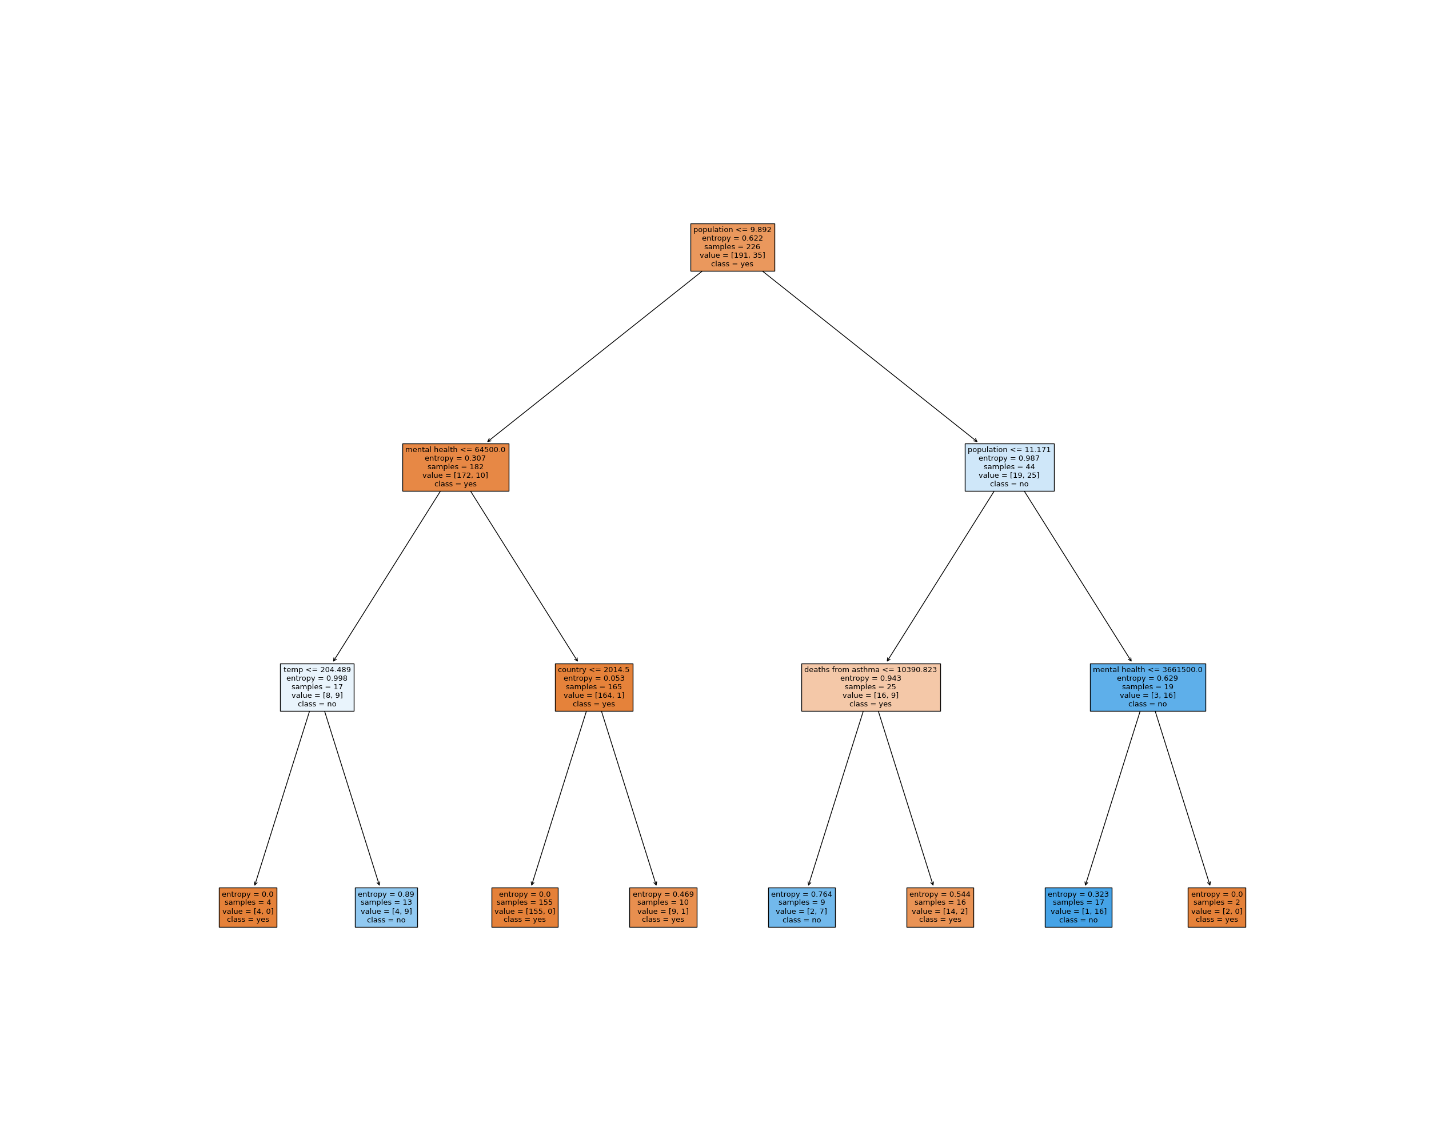 population <= 9.892
entropy = 0.622
samples = 226
value = [191, 35]
class = yes
mental health <= 64500.0
entropy = 0.307
samples = 182
value = [172, 10]
class = yes
population <= 11.171
entropy = 0.987
samples = 44
value = [19, 25]
class = no
temp <= 204.489
entropy = 0.998
samples = 17
value = [8, 9]
class = no
country <= 2014.5
entropy = 0.053
samples = 165
value = [164, 1]
class = yes
deaths from asthma <= 10390.823
entropy = 0.943
samples = 25
value = [16, 9]
class = yes
mental health <= 3661500.0
entropy = 0.629
samples = 19
value = [3, 16]
class = no
entropy = 0.0
samples = 4
value = [4, 0]
class = yes
entropy = 0.89
samples = 13
value = [4, 9]
class = no
entropy = 0.0
samples = 155
value = [155, 0]
class = yes
entropy = 0.469
samples = 10
value = [9, 1]
class = yes
entropy = 0.764
samples = 9
value = [2, 7]
class = no
entropy = 0.544
samples = 16
value = [14, 2]
class = yes
entropy = 0.323
samples = 17
value = [1, 16]
class = no
entropy = 0.0
samples = 2
value = [2, 0]
class = yes